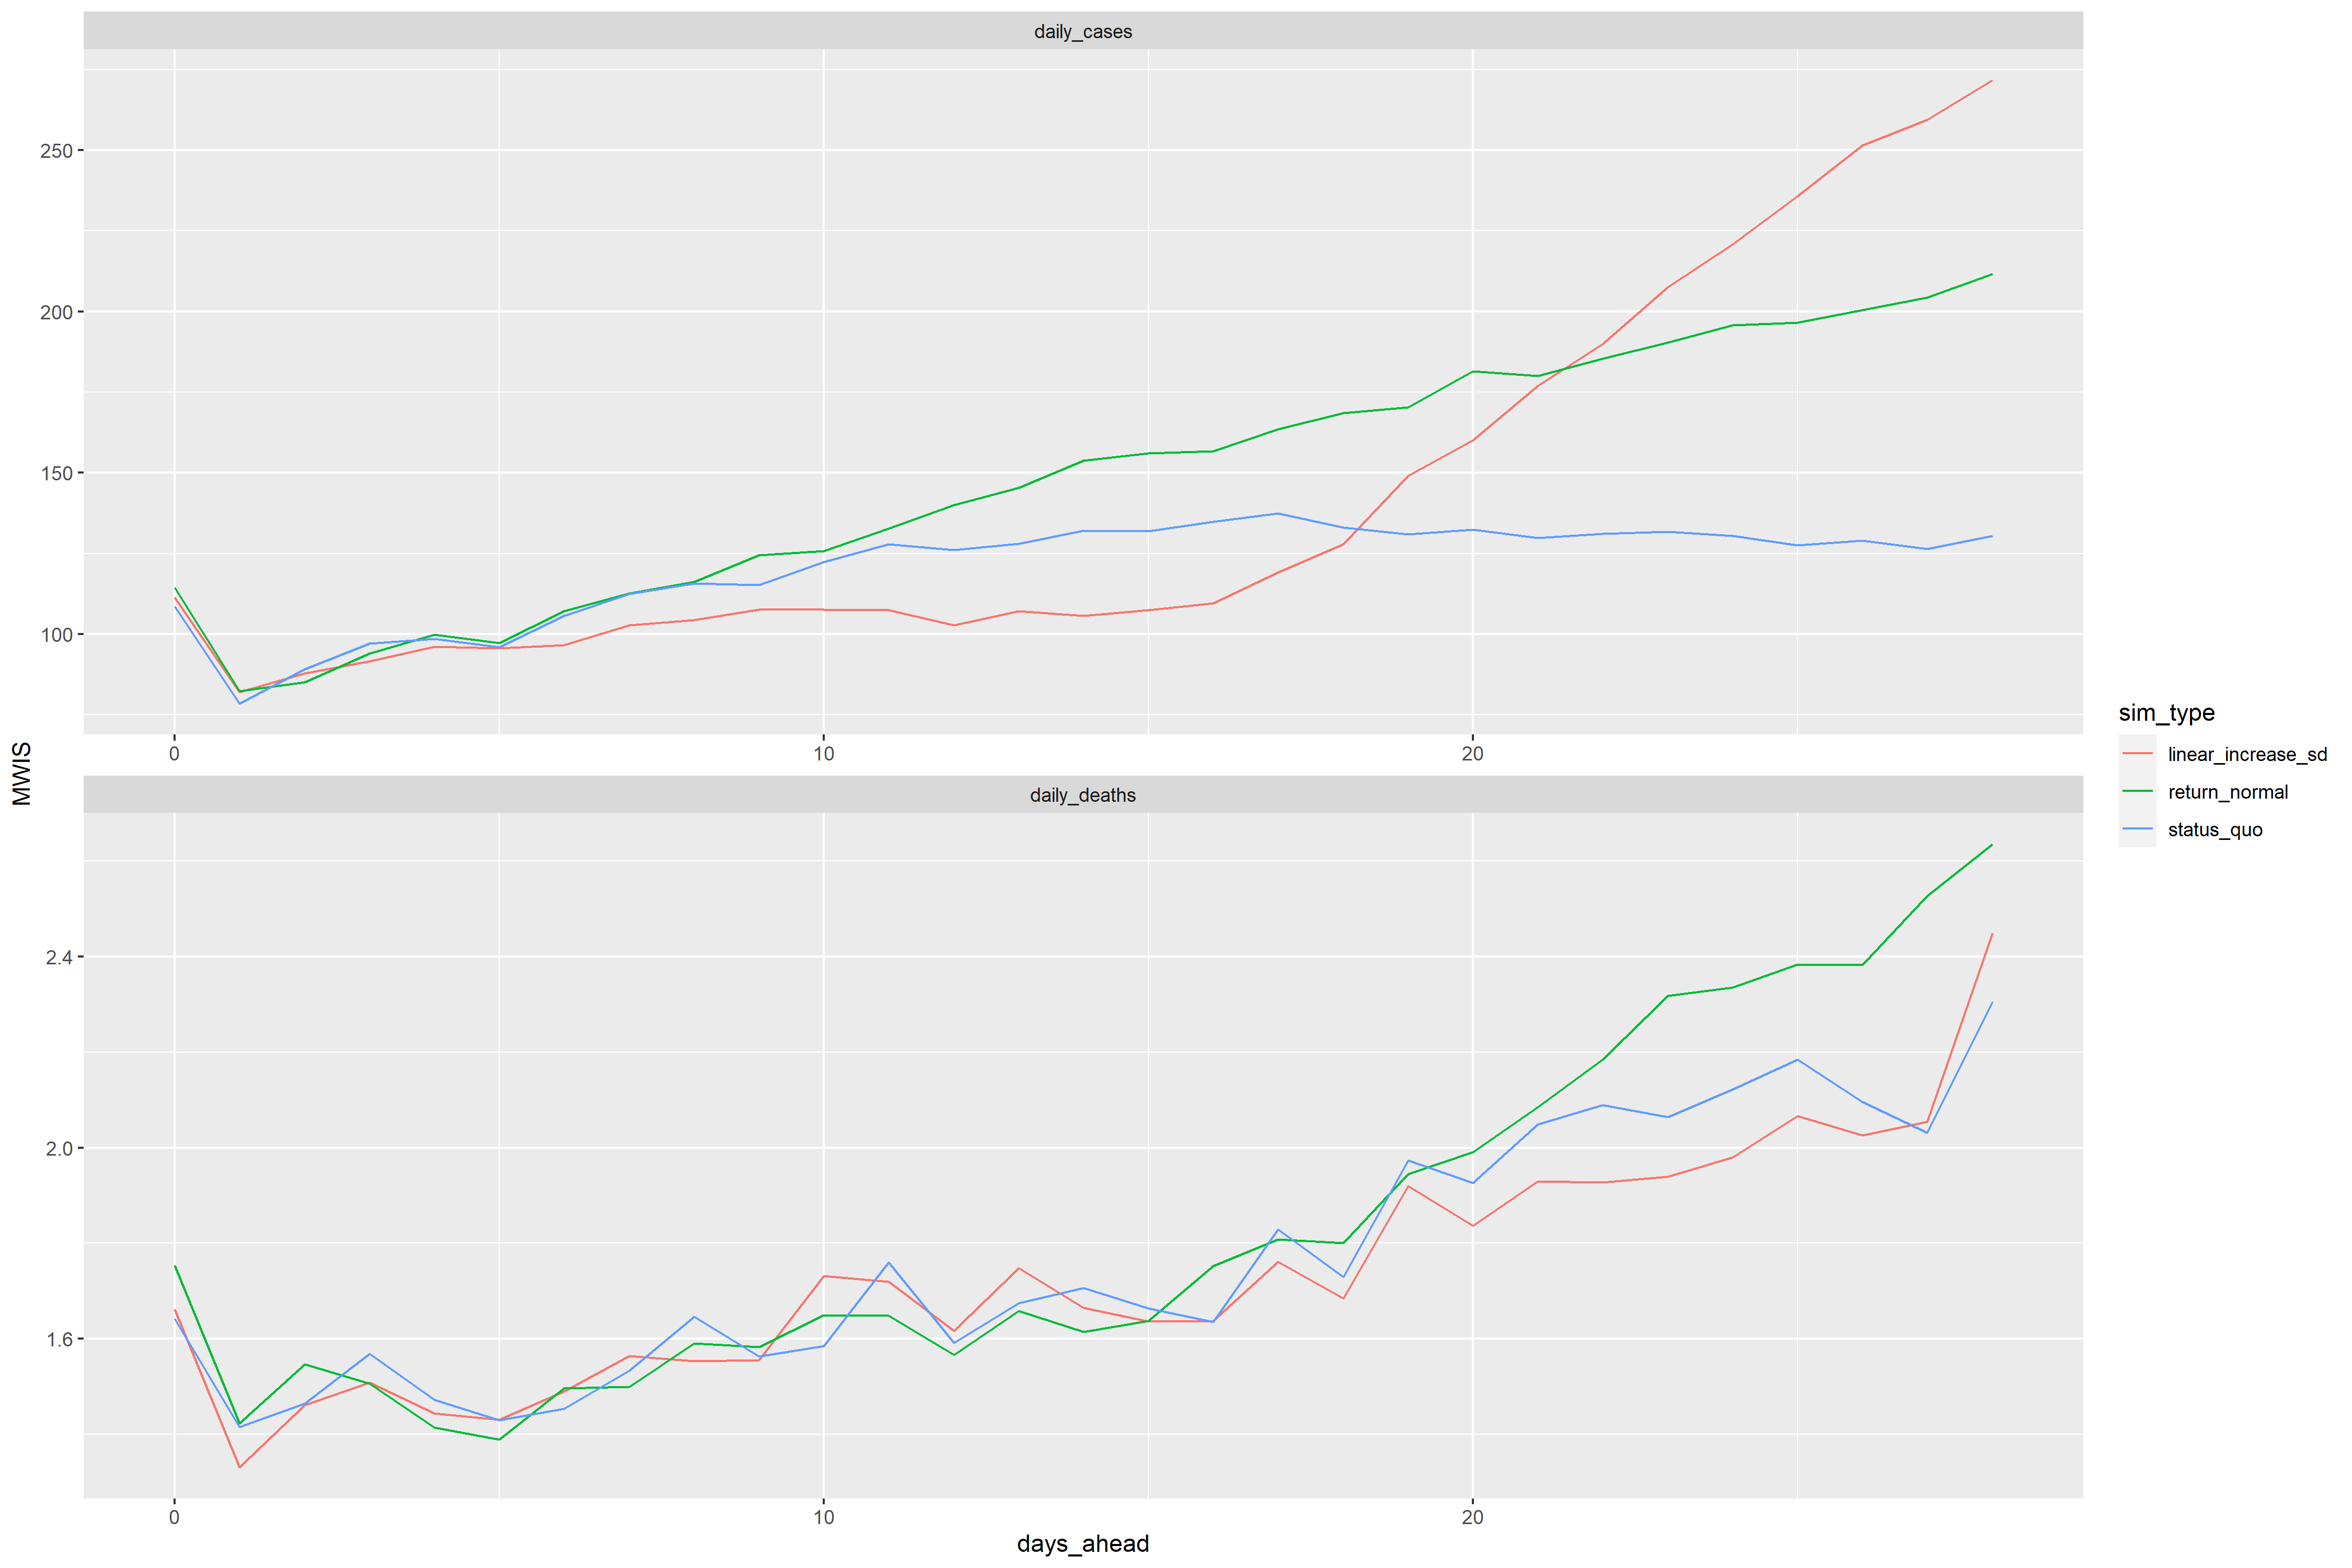 daily_cases
250
200
150
100
0
10
20
MWIS
daily_deaths
2.4
2.0
1.6
0
10
20
days_ahead
sim_type
linear_increase_sd
return_normal
status_quo